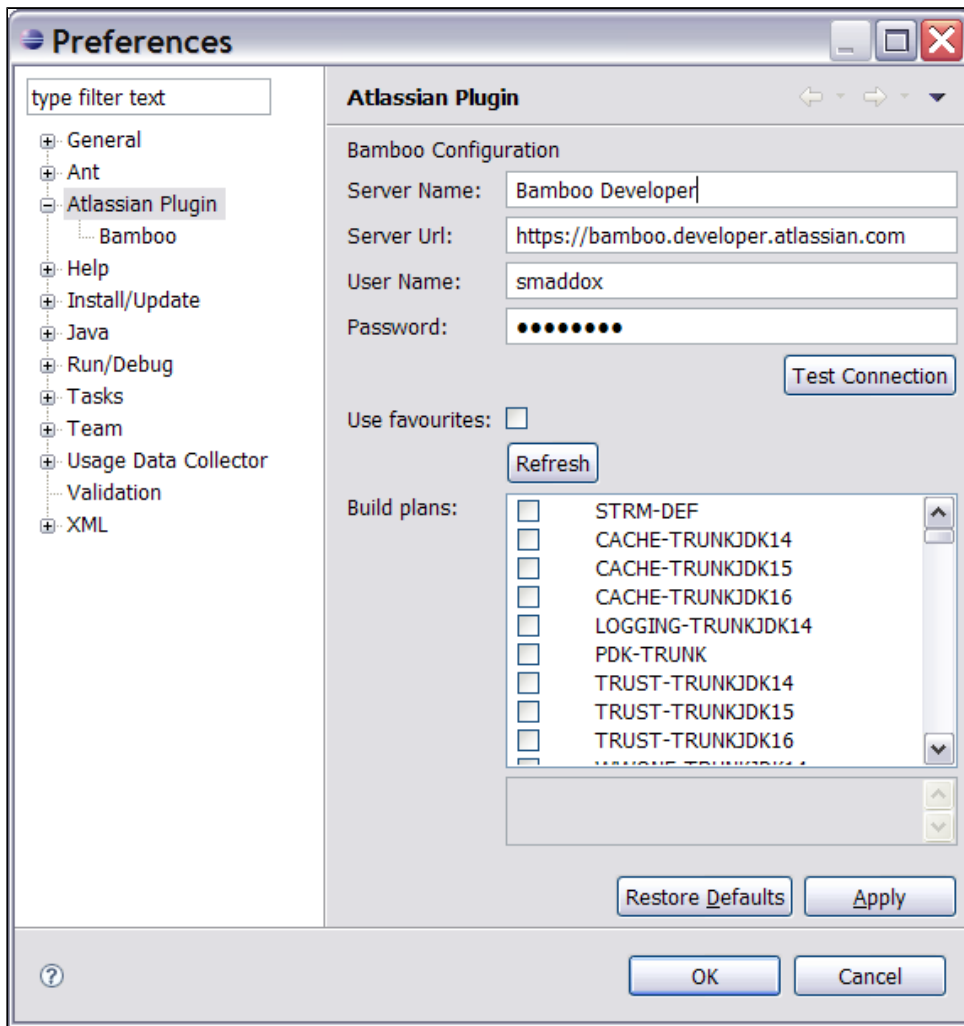 Preferences
type filter text
General
Ant
Atlassian Plugin
Bamboo
Help
Install/Update
Java
Run/Debug
Tasks
Team
Usage Data Collector
Validation
XML
Atlassian Plugin
Bamboo Configuration
Server Name: Bamboo Developer
Server Url: https://bamboo.developer.atlassian.com
User Name: smaddox
Password: ●●●●●●●●
Test Connection
Use favourites:
Refresh
Build plans: STRM-DEF
CACHE-TRUNKJDK14
CACHE-TRUNKJDK15
CACHE-TRUNKJDK16
LOGGING-TRUNKJDK14
PDK-TRUNK
TRUST-TRUNKJDK14
TRUST-TRUNKJDK15
TRUST-TRUNKJDK16
Restore Defaults Apply
? OK Cancel